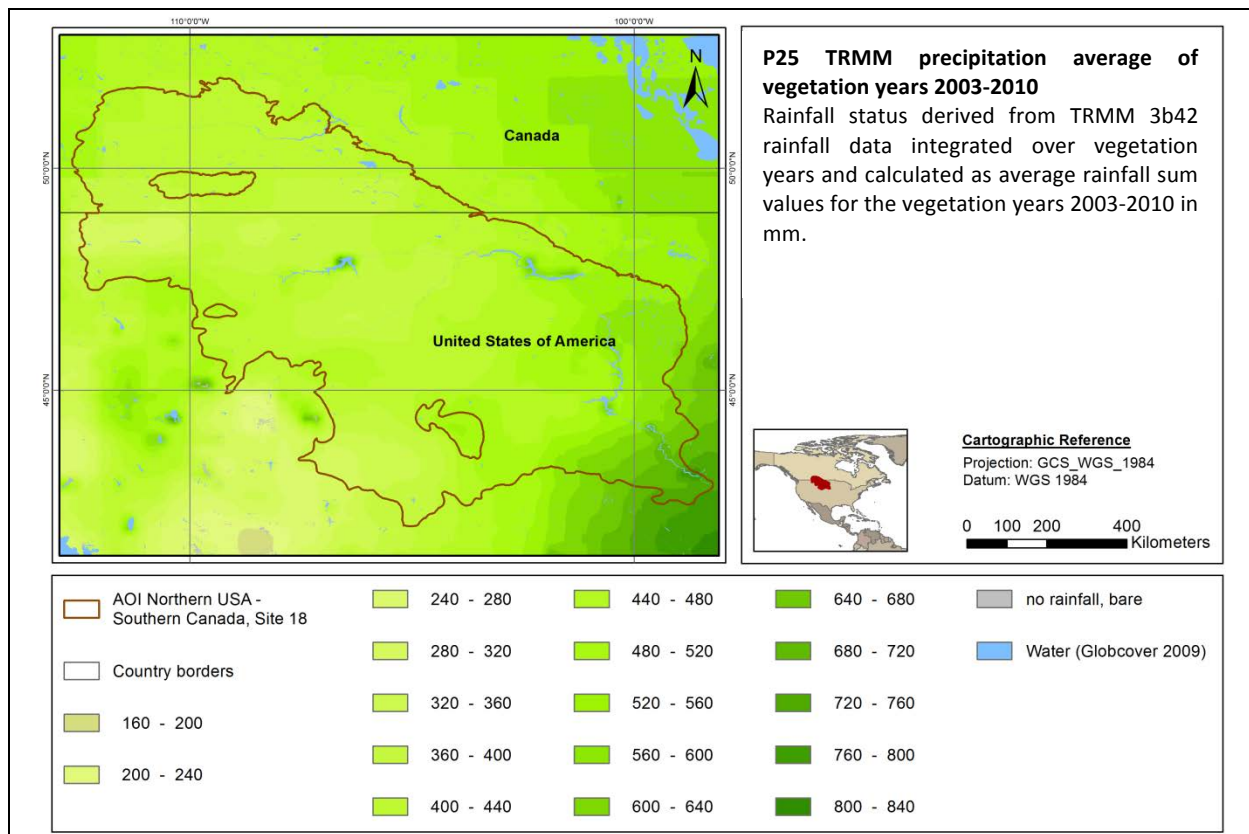 110°0'0"W
100°0'0"W
N
Canada
50°0'0"N
50°0'0"N
United States of America
45°0'0"N
45°0'0"N
P25 TRMM precipitation average of
vegetation years 2003-2010
Rainfall status derived from TRMM 3b42
rainfall data integrated over vegetation
years and calculated as average rainfall sum
values for the vegetation years 2003-2010 in
mm.
Cartographic Reference
Projection: GCS_WGS_1984
Datum: WGS 1984
0 100 200 400
Kilometers
AOI Northern USA -
Southern Canada, Site 18
Country borders
160 - 200
200 - 240
240 - 280
280 - 320
320 - 360
360 - 400
400 - 440
440 - 480
480 - 520
520 - 560
560 - 600
600 - 640
640 - 680
680 - 720
720 - 760
760 - 800
800 - 840
no rainfall, bare
Water (Globcover 2009)